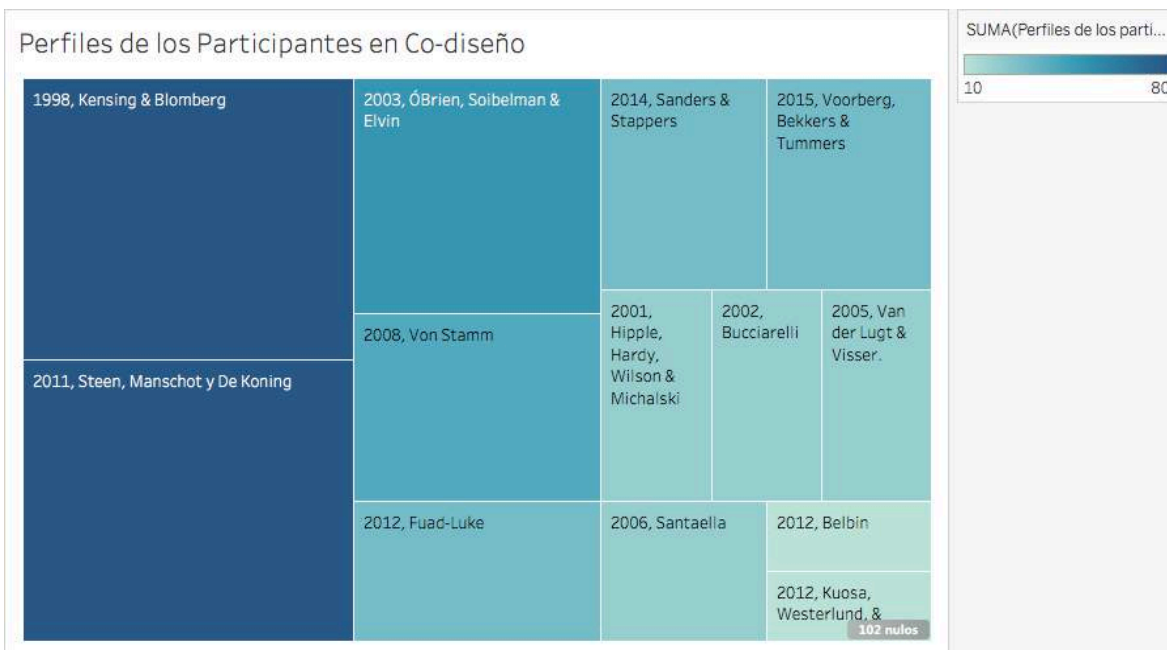 Perfiles de los Participantes en Co-diseño
SUMA(Perfiles de los parti...
10
80
1998, Kensing & Blomberg
2003, ÓBrien, Soibelman &
Elvin
2014, Sanders &
Stappers
2015, Voorberg,
Bekkers &
Tummers
2008, Von Stamm
2001,
Hipple,
Hardy,
Wilson &
Michalski
2002,
Bucciarelli
2005, Van
der Lugt &
Visser.
2011, Steen, Manschot y De Koning
2012, Fuad-Luke
2006, Santaella
2012, Belbin
2012, Kuosa,
Westerlund, &
102 nulos